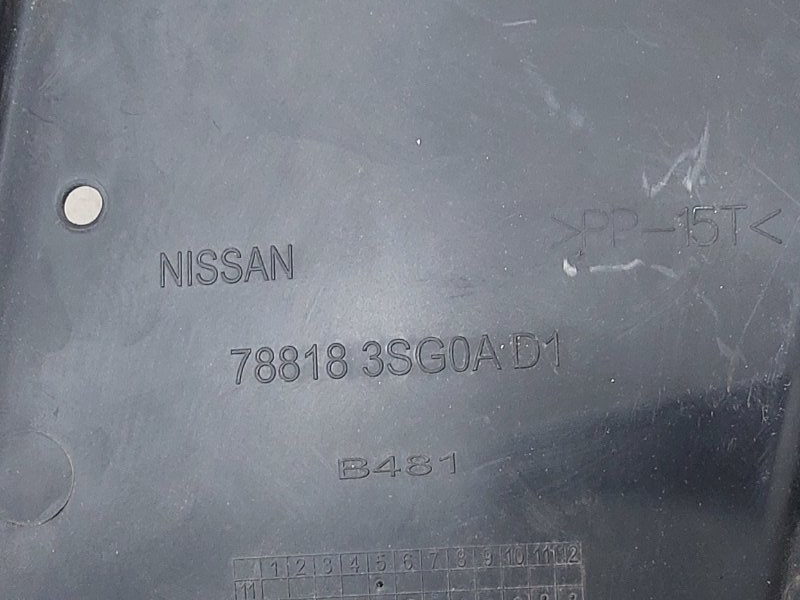 >PP-15T<
NISSAN
78818 3SG0A D1
B481
1 2 3 4 5 6 7 8 9 10 11 12
11